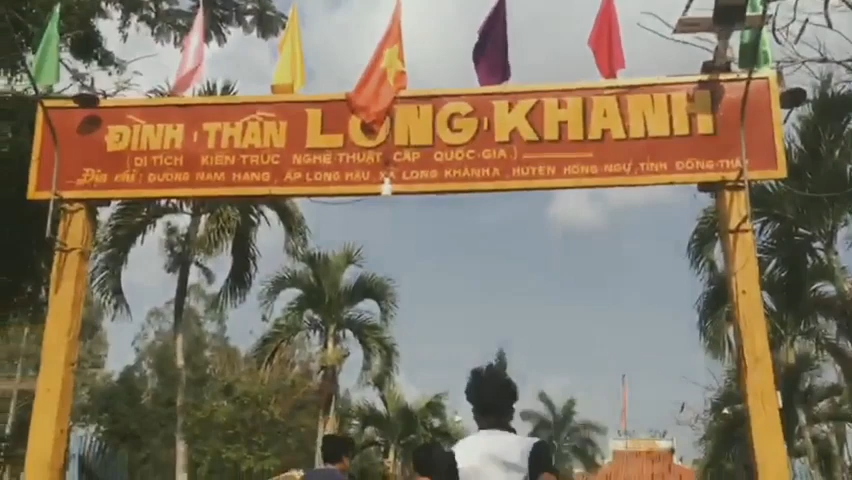 ĐÌNH THẦN LONG KHÁNH
(DI TÍCH KIẾN TRÚC NGHỆ THUẬT CẤP QUỐC GIA)
Địa chỉ: ĐƯỜNG NAM HANG, ẤP LONG HẬU XÃ LONG KHÁNH A, HUYỆN HỒNG NGỰ, TỈNH ĐỒNG THÁP